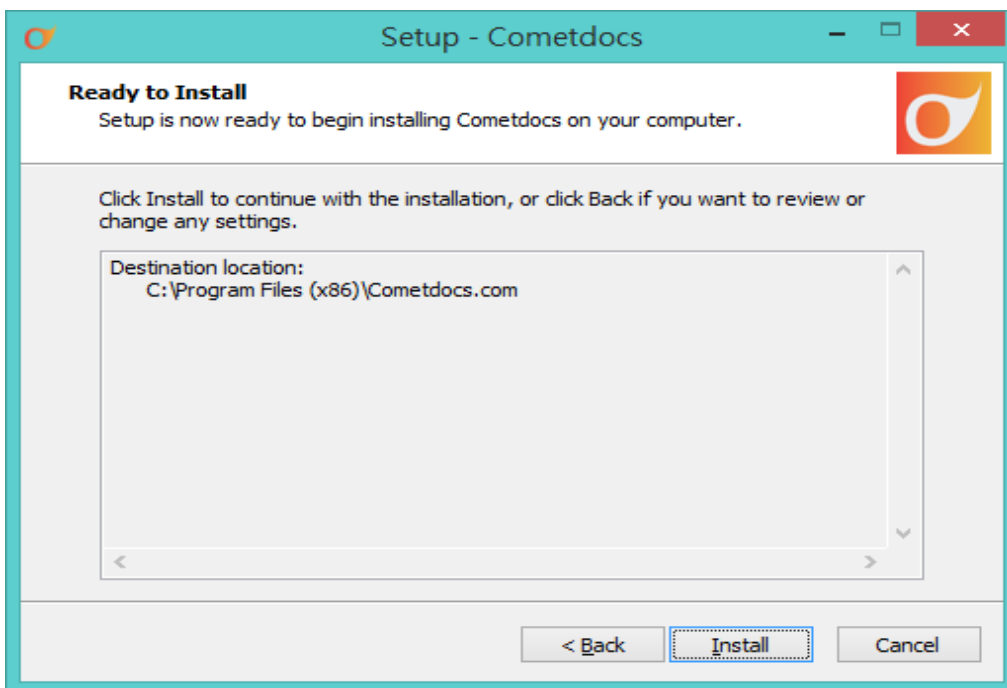 Setup - Cometdocs
Ready to Install
Setup is now ready to begin installing Cometdocs on your computer.
Click Install to continue with the installation, or click Back if you want to review or
change any settings.
Destination location:
C:\Program Files (x86)\Cometdocs.com
< Back
Install
Cancel